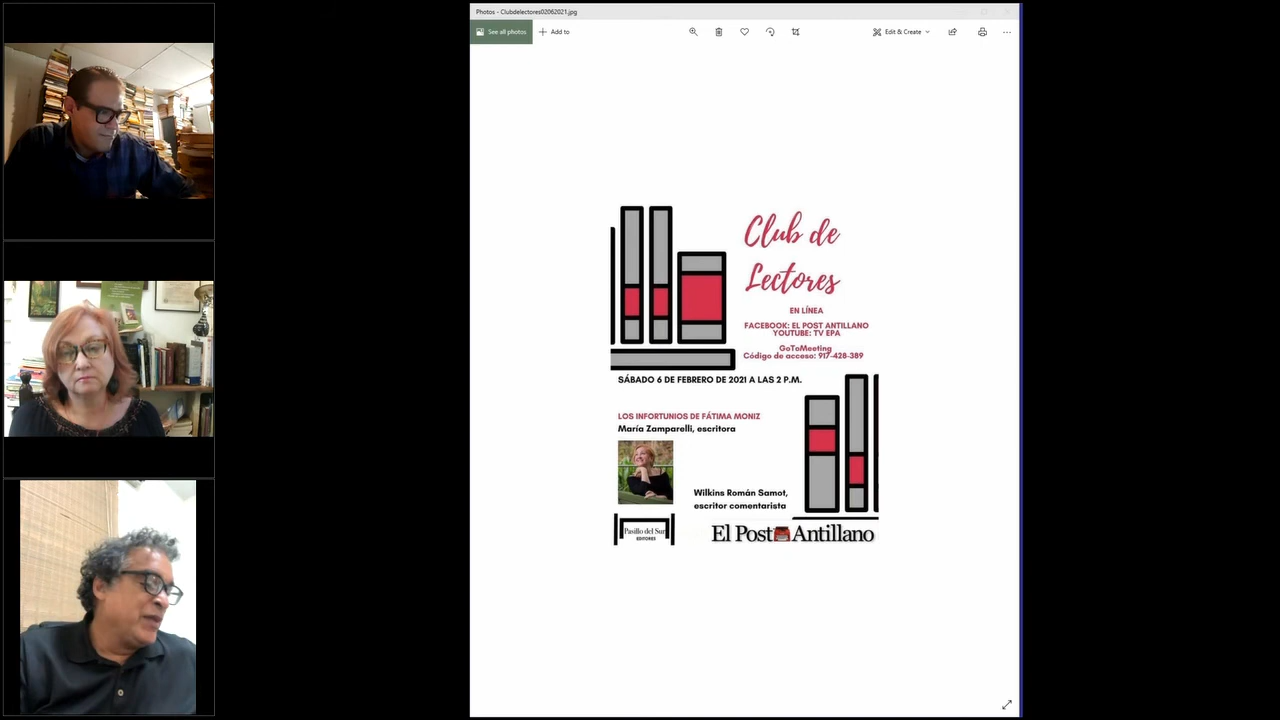 Photos - Clubdelectores02062021.jpg
See all photos
Add to
Edit & Create
Club de
Lectores
EN LÍNEA
FACEBOOK: EL POST ANTILLANO
YOUTUBE: TV EPA
GoToMeeting
Código de acceso: 917-428-389
SÁBADO 6 DE FEBRERO DE 2021 A LAS 2 P.M.
LOS INFORTUNIOS DE FÁTIMA MONIZ
María Zamparelli, escritora
Wilkins Román Samot,
escritor comentarista
Pasillo del Sur
EDITORES
El Post Antillano